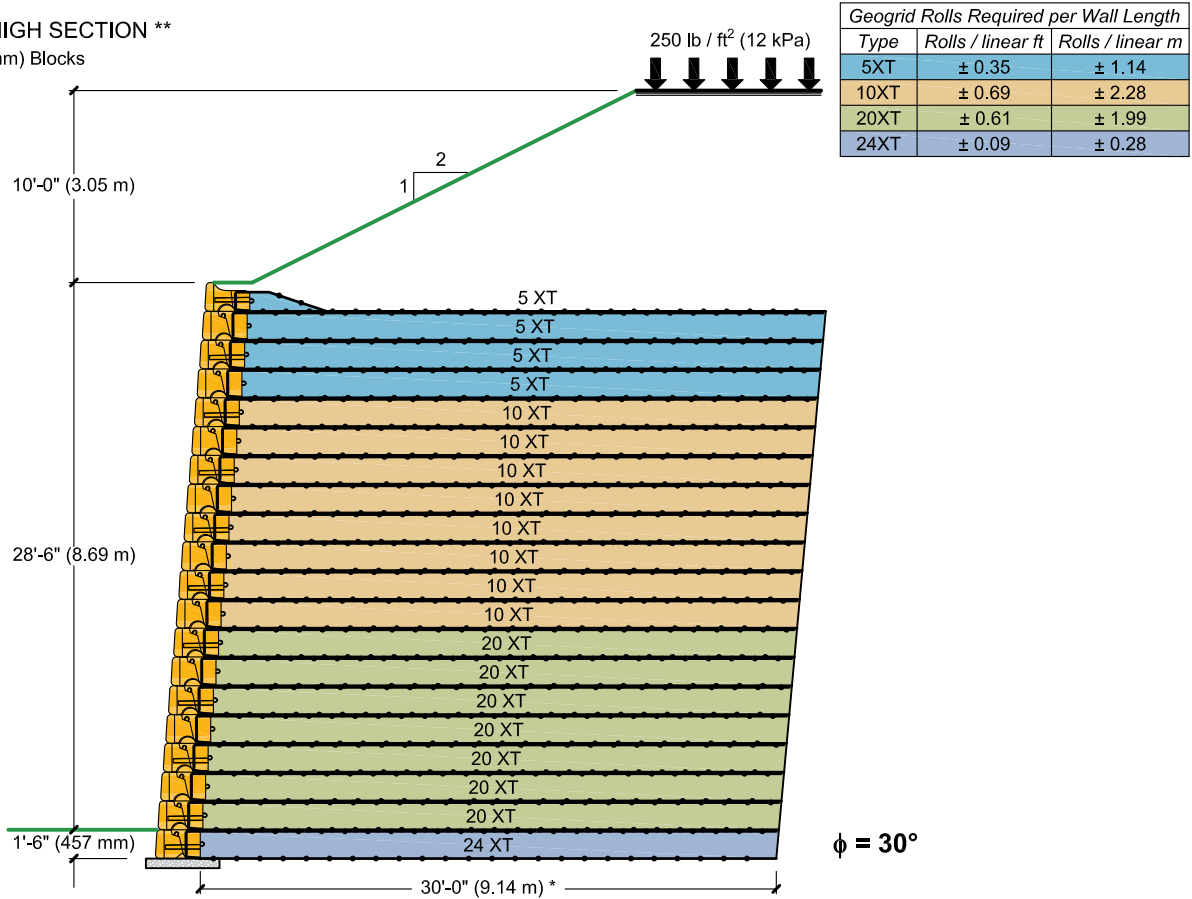 HIGH SECTION **
mm) Blocks
250 lb / ft² (12 kPa)
Geogrid Rolls Required per Wall Length
Type Rolls / linear ft Rolls / linear m
5XT ± 0.35 ± 1.14
10XT ± 0.69 ± 2.28
20XT ± 0.61 ± 1.99
24XT ± 0.09 ± 0.28
2
1
10'-0" (3.05 m)
5 XT
5 XT
5 XT
5 XT
10 XT
10 XT
10 XT
10 XT
10 XT
28'-6" (8.69 m)
10 XT
10 XT
10 XT
20 XT
20 XT
20 XT
20 XT
20 XT
20 XT
20 XT
1'-6" (457 mm)
24 XT
ϕ = 30°
30'-0" (9.14 m) *